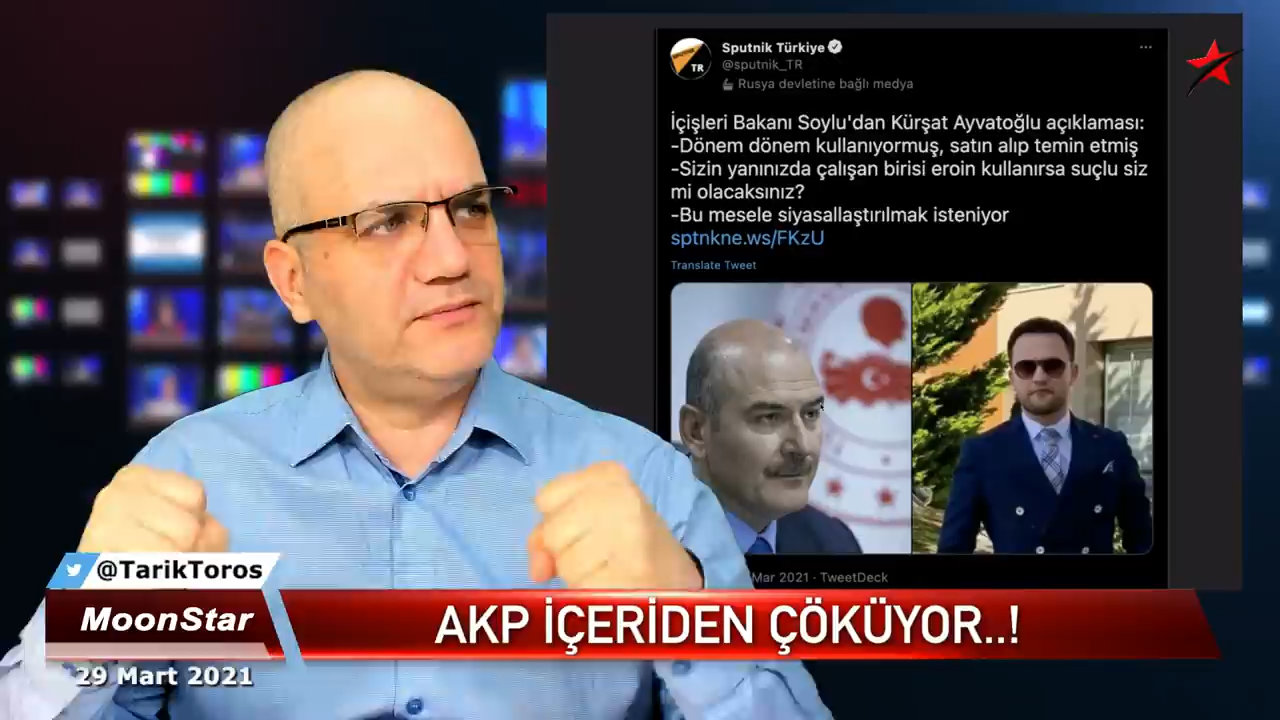 Sputnik Türkiye
@sputnik_TR
Rusya devletine bağlı medya
TR
İçişleri Bakanı Soylu'dan Kürşat Ayvatoğlu açıklaması:
-Dönem dönem kullanıyormuş, satın alıp temin etmiş
-Sizin yanınızda çalışan birisi eroin kullanırsa suçlu siz
mi olacaksınız?
-Bu mesele siyasallaştırılmak isteniyor
sptnkne.ws/FKzU
Translate Tweet
Mar 2021 · TweetDeck
@TarikToros
MoonStar
AKP İÇERİDEN ÇÖKÜYOR..!
29 Mart 2021